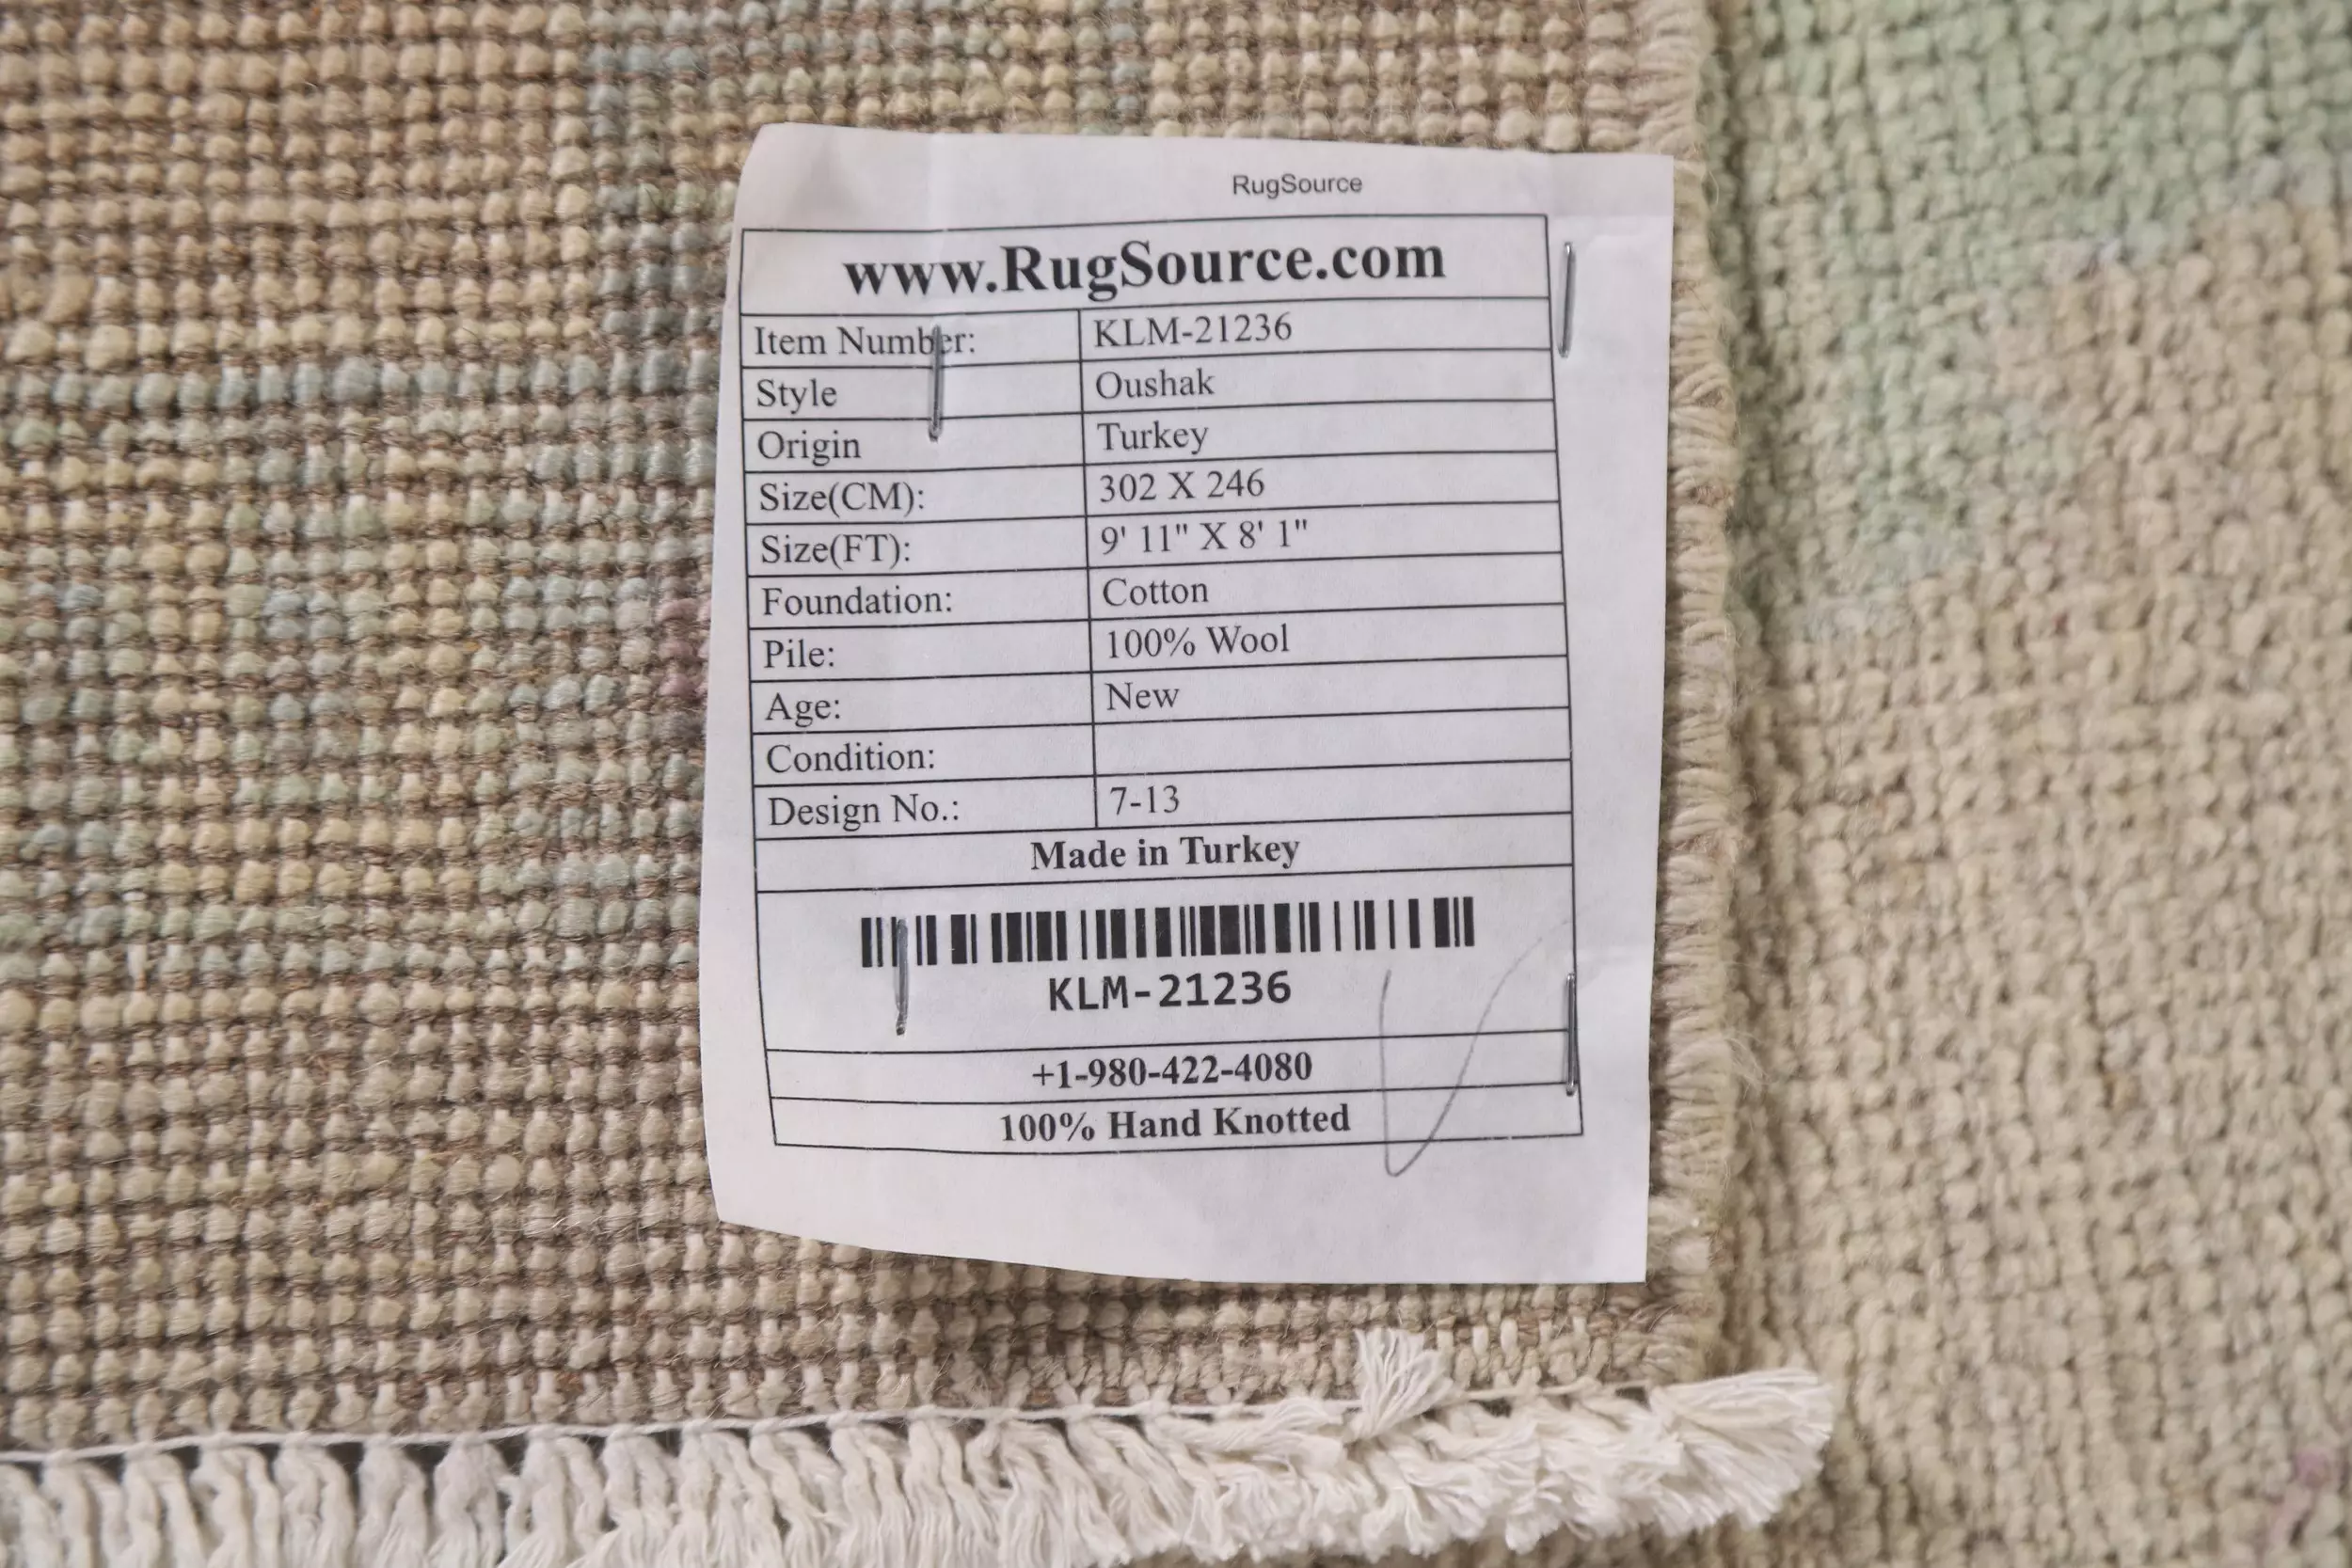 RugSource
www.RugSource.com
Item Number: KLM-21236
Style Oushak
Origin Turkey
Size(CM): 302 X 246
Size(FT): 9' 11" X 8' 1"
Foundation: Cotton
Pile: 100% Wool
Age: New
Condition:
Design No.: 7-13
Made in Turkey
KLM-21236
+1-980-422-4080
100% Hand Knotted